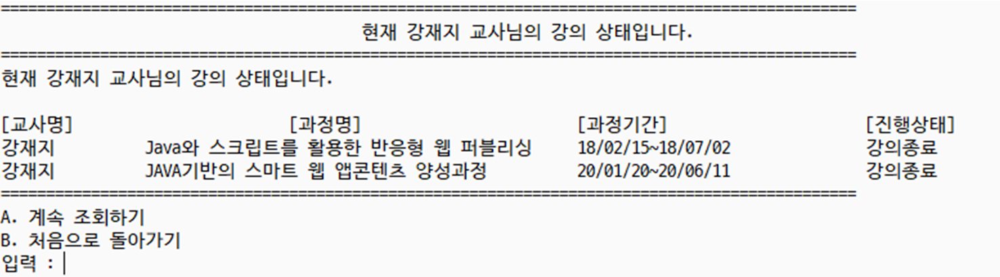 ==============================================================================================
현재 강재지 교사님의 강의 상태입니다.
==============================================================================================
현재 강재지 교사님의 강의 상태입니다.
[교사명] [과정명] [과정기간] [진행상태]
강재지 Java와 스크립트를 활용한 반응형 웹 퍼블리싱 18/02/15~18/07/02 강의종료
강재지 JAVA기반의 스마트 웹 앱콘텐츠 양성과정 20/01/20~20/06/11 강의종료
==============================================================================================
A. 계속 조회하기
B. 처음으로 돌아가기
입력 :